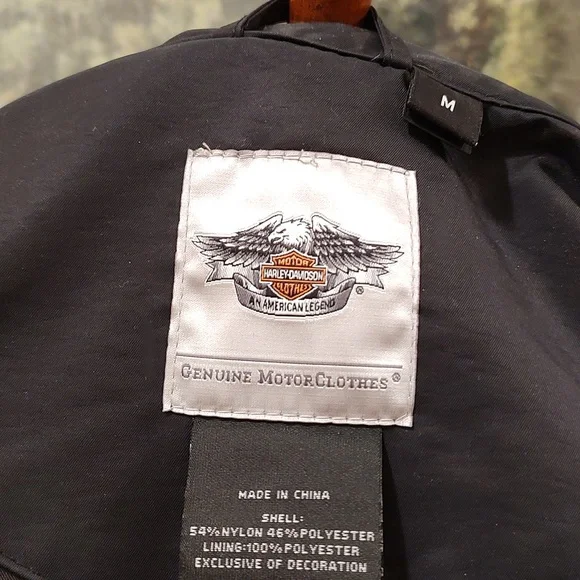 M
MOTOR
HARLEY-DAVIDSON
CLOTHES
®
AN AMERICAN LEGEND
GENUINE MOTORCLOTHES®
MADE IN CHINA
SHELL:
54%NYLON 46%POLYESTER
LINING:100%POLYESTER
EXCLUSIVE OF DECORATION